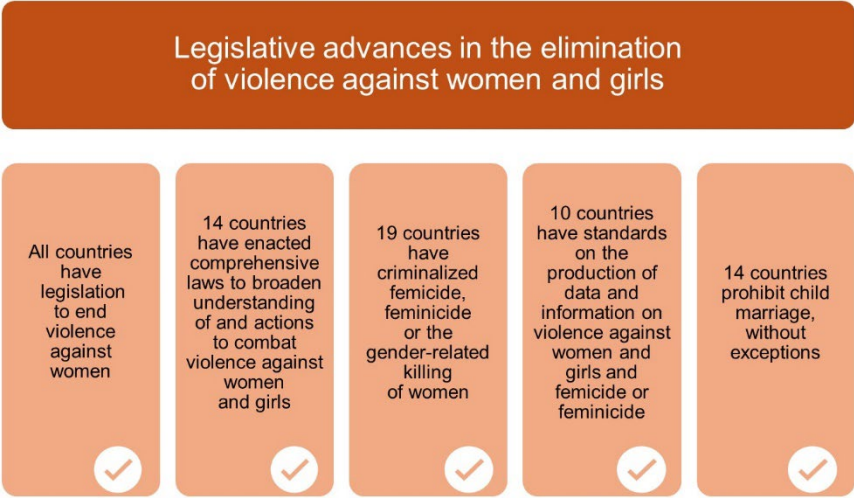 Legislative advances in the elimination
of violence against women and girls
All countries
have
legislation
to end
violence
against
women
14 countries
have enacted
comprehensive
laws to broaden
understanding
of and actions
to combat
violence against
women
and girls
19 countries
have
criminalized
femicide,
feminicide
or the
gender-related
killing
of women
10 countries
have standards
on the
production of
data and
information on
violence against
women and
girls and
femicide or
feminicide
14 countries
prohibit child
marriage,
without
exceptions